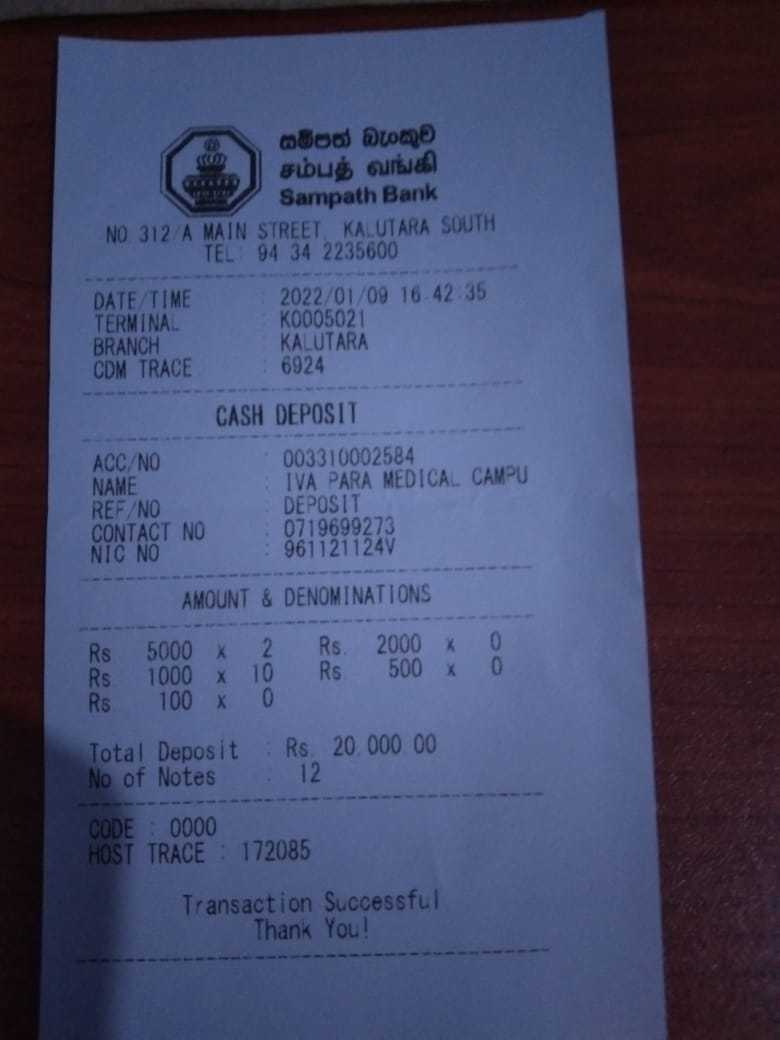 සම්පත් බැංකුව
சம்பத் வங்கி
Sampath Bank
NO 312/A MAIN STREET, KALUTARA SOUTH
TEL: 94 34 2235600
DATE/TIME : 2022/01/09 16:42:35
TERMINAL : K0005021
BRANCH : KALUTARA
CDM TRACE : 6924
CASH DEPOSIT
ACC/NO : 003310002584
NAME : IVA PARA MEDICAL CAMPU
REF/NO : DEPOSIT
CONTACT NO : 0719699273
NIC NO : 961121124V
AMOUNT & DENOMINATIONS
Rs 5000 x 2 Rs. 2000 x 0
Rs 1000 x 10 Rs 500 x 0
Rs 100 x 0
Total Deposit : Rs. 20,000.00
No of Notes : 12
CODE : 0000
HOST TRACE : 172085
Transaction Successful
Thank You!